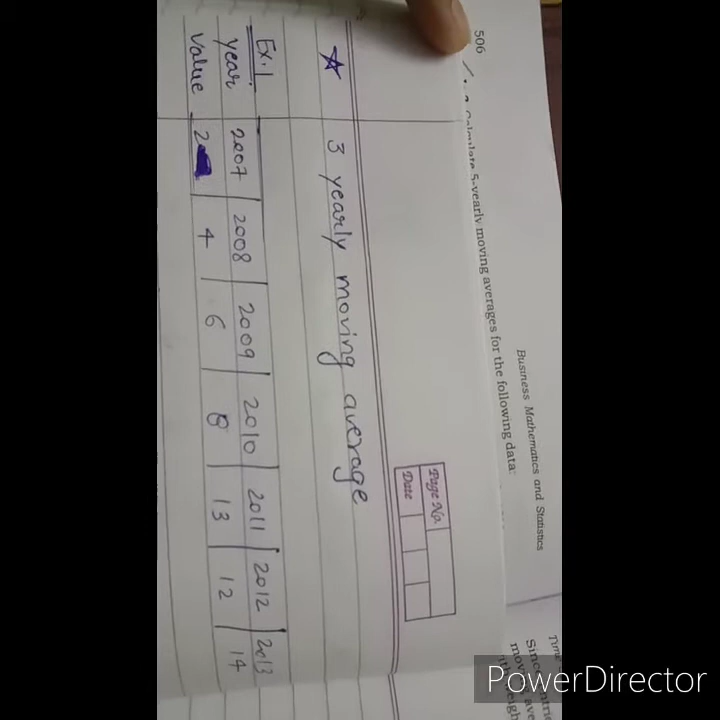 506
Business Mathematics and Statistics
Calculate 5-yearly moving averages for the following data:
Page No.
Date
3 yearly moving average
Ex.1
year 2007 2008 2009 2010 2011 2012 2013
value 2 4 6 8 13 12 14
PowerDirector